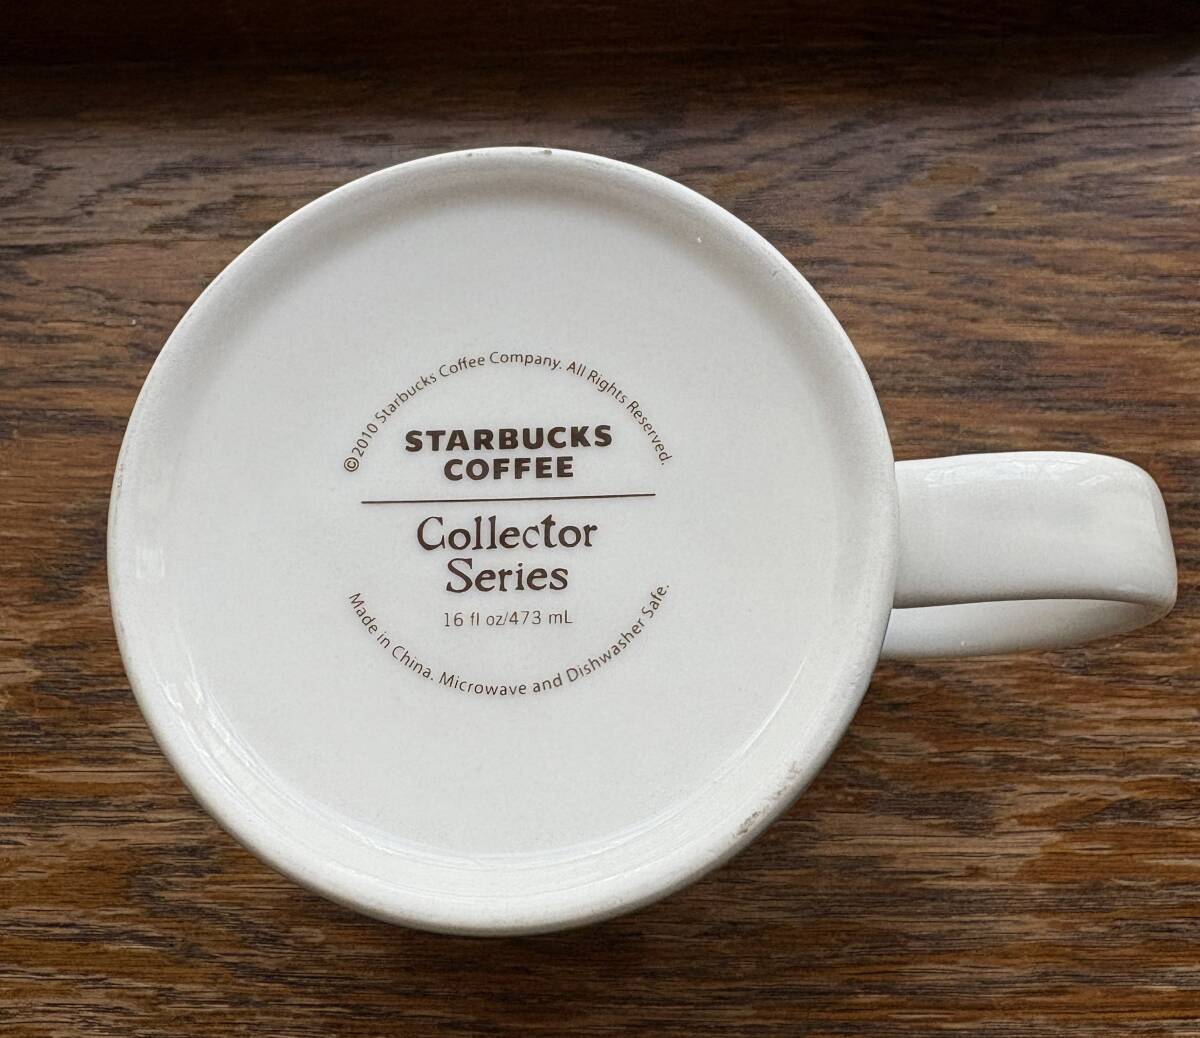 ©2010 Starbucks Coffee Company. All Rights Reserved.
STARBUCKS
COFFEE
Collector
Series
16 fl oz/473 mL
Made in China. Microwave and Dishwasher Safe.